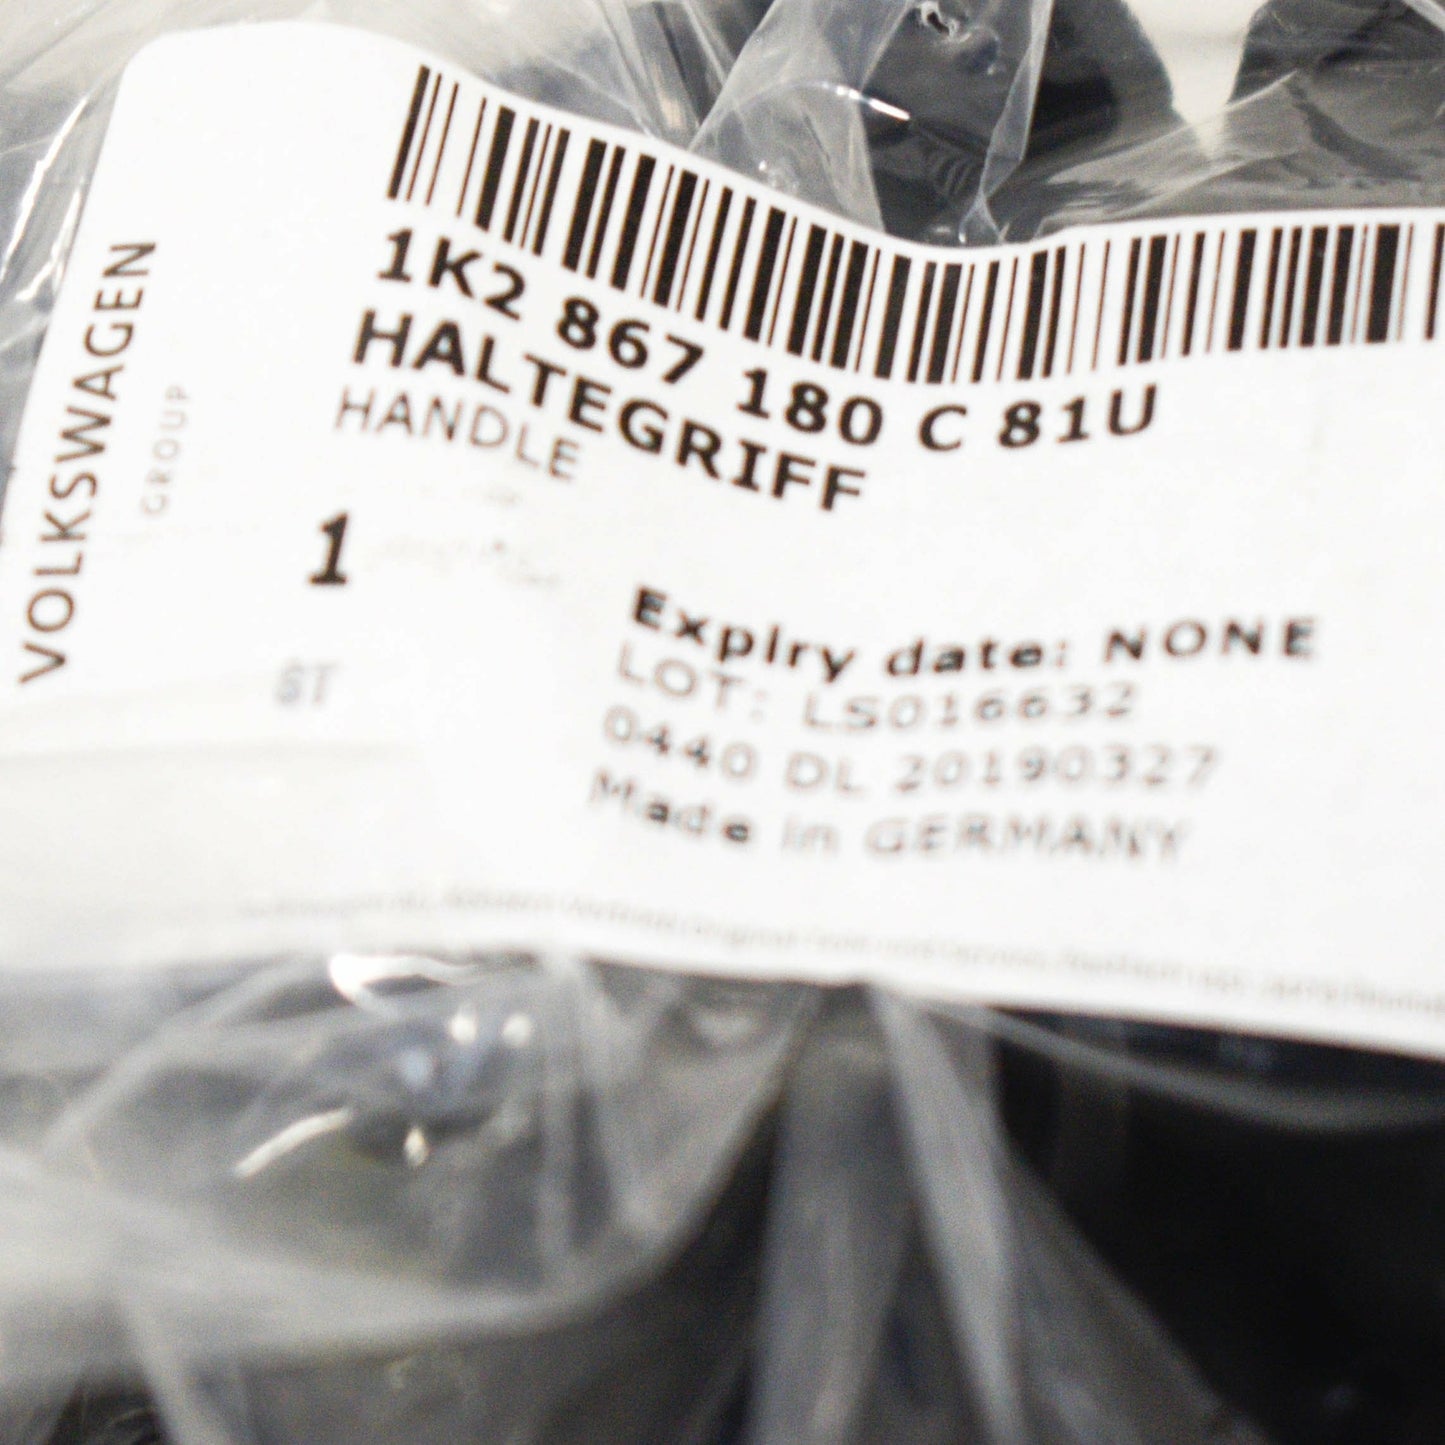 VOLKSWAGEN
GROUP
1K2 867 180 C 81U
HALTEGRIFF
HANDLE
1
ST
Expiry date: NONE
LOT: LS016632
0440 DL 20190327
Made in GERMANY